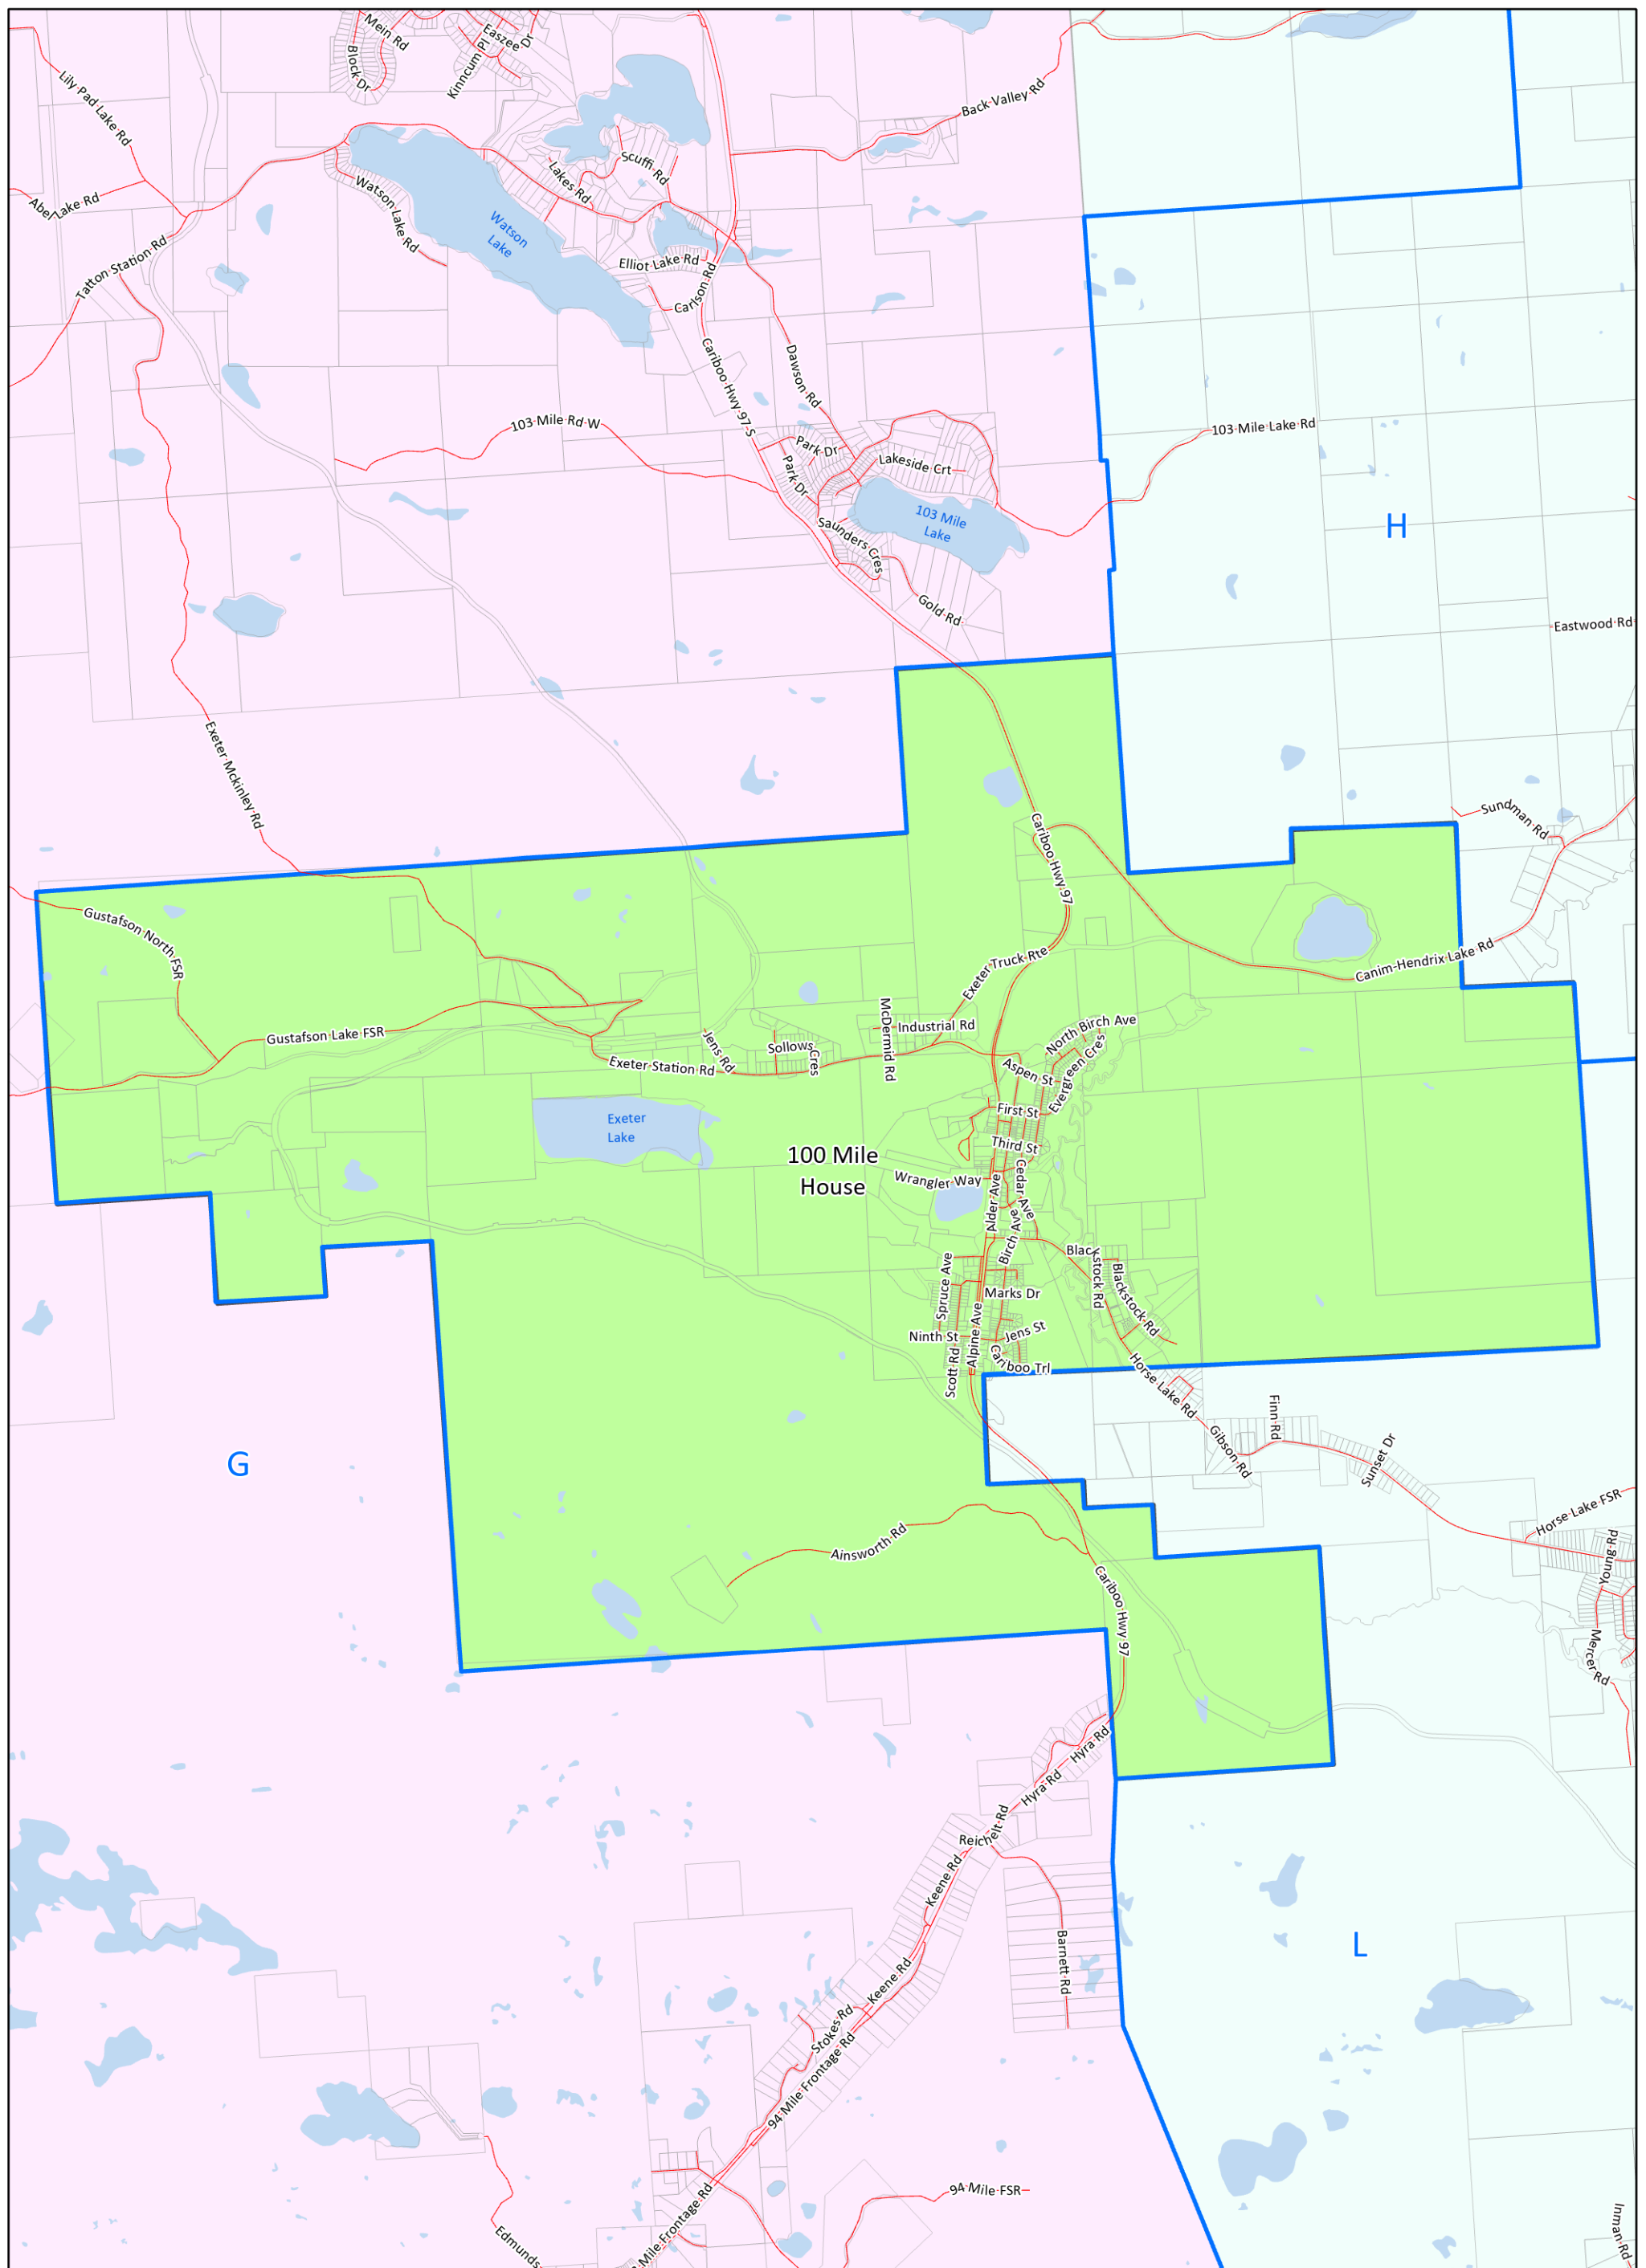 Mein Rd
Easzee Dr
Block Dr
Kinncum Pl
Lily Pad Lake Rd
Back Valley Rd
Scuffi Rd
Lakes Rd
Watson Lake Rd
Abel Lake Rd
Watson
Lake
Tatton Station Rd
Elliot Lake Rd
Carlson Rd
Cariboo Hwy 97 S
Dawson Rd
103 Mile Rd W
103 Mile Lake Rd
Park Dr
Lakeside Crt
Park Dr
103 Mile
Lake
H
Saunders Cres
Gold Rd
Eastwood Rd
Exeter Mckinley Rd
Sundman Rd
Cariboo Hwy 97
Gustafson North FSR
Canim-Hendrix Lake Rd
Exeter Truck Rte
McDermid Rd
Industrial Rd
North Birch Ave
Gustafson Lake FSR
Jens Rd
Sollows Cres
Exeter Station Rd
Aspen St
Evergreen Cres
Exeter
Lake
First St
Third St
100 Mile
House
Wrangler Way
Cedar Ave
Alder Ave
Birch Ave
Blackstock Rd
Blackstock Rd
Spruce Ave
Marks Dr
Ninth St
Jens St
Alpine Ave
Scott Rd
Cariboo Trl
Horse Lake Rd
Finn Rd
Gibson Rd
Sunset Dr
G
Horse Lake FSR
Young Rd
Ainsworth Rd
Cariboo Hwy 97
Mercer Rd
Hyra Rd
Hyra Rd
Reichelt Rd
Keene Rd
Barnett Rd
L
Keene Rd
Stokes Rd
94 Mile Frontage Rd
94 Mile FSR
Mile Frontage Rd
Edmunds
Inman Rd